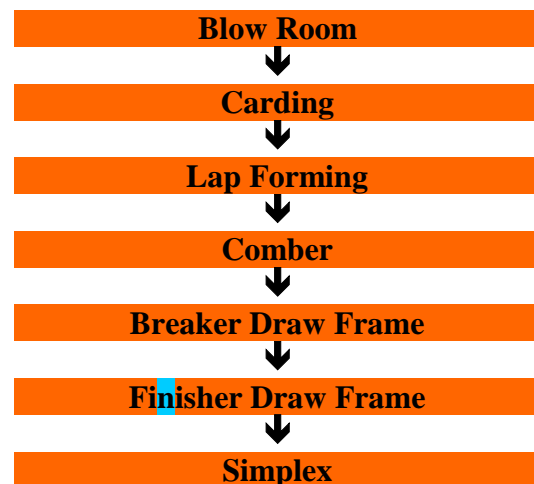 Blow Room
Carding
Lap Forming
Comber
Breaker Draw Frame
Finisher Draw Frame
Simplex